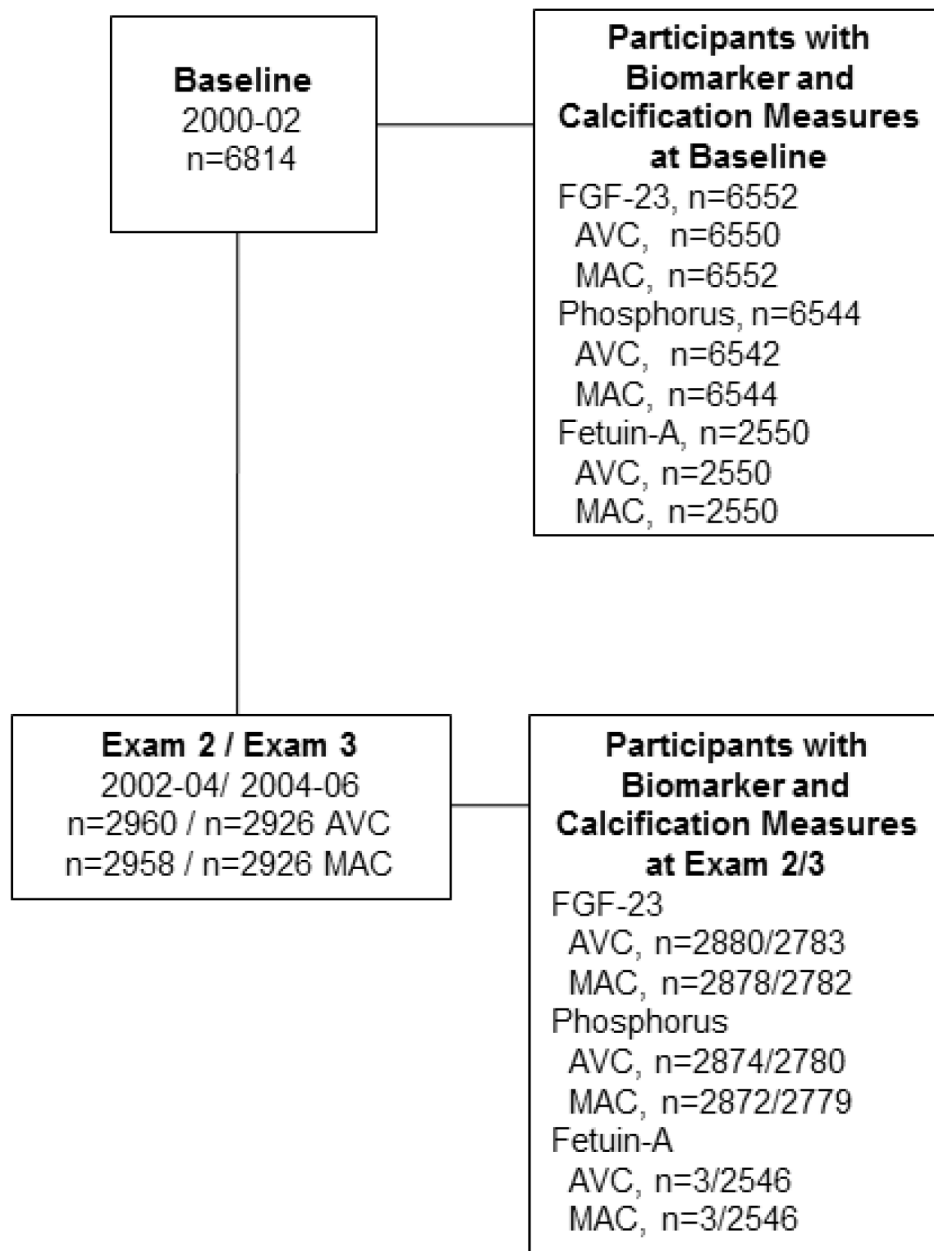 Baseline
2000-02
n=6814
Participants with
Biomarker and
Calcification Measures
at Baseline
FGF-23, n=6552
AVC, n=6550
MAC, n=6552
Phosphorus, n=6544
AVC, n=6542
MAC, n=6544
Fetuin-A, n=2550
AVC, n=2550
MAC, n=2550
Exam 2 / Exam 3
2002-04/ 2004-06
n=2960 / n=2926 AVC
n=2958 / n=2926 MAC
Participants with
Biomarker and
Calcification Measures
at Exam 2/3
FGF-23
AVC, n=2880/2783
MAC, n=2878/2782
Phosphorus
AVC, n=2874/2780
MAC, n=2872/2779
Fetuin-A
AVC, n=3/2546
MAC, n=3/2546